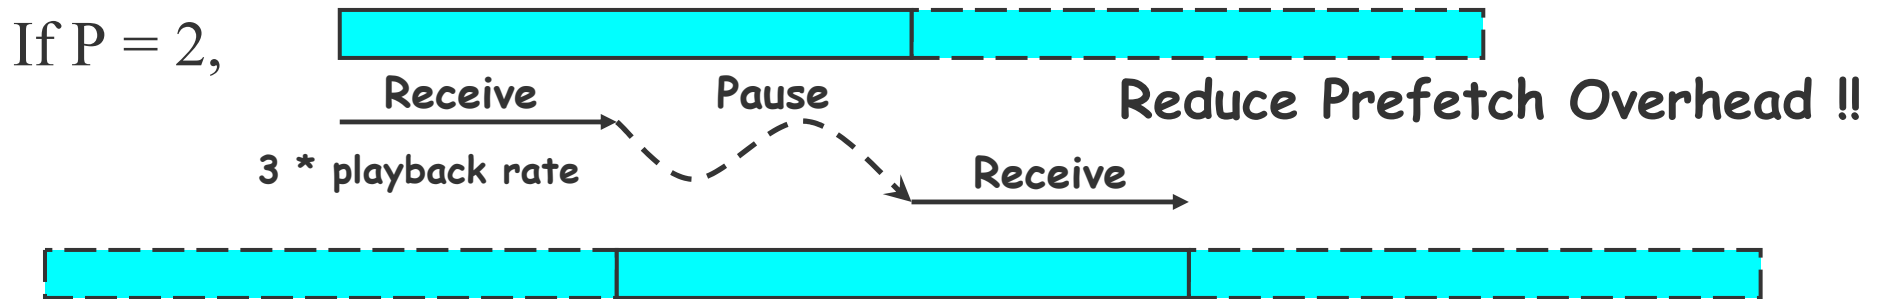 If P = 2,
Receive
Pause
Reduce Prefetch Overhead !!
3 * playback rate
Receive